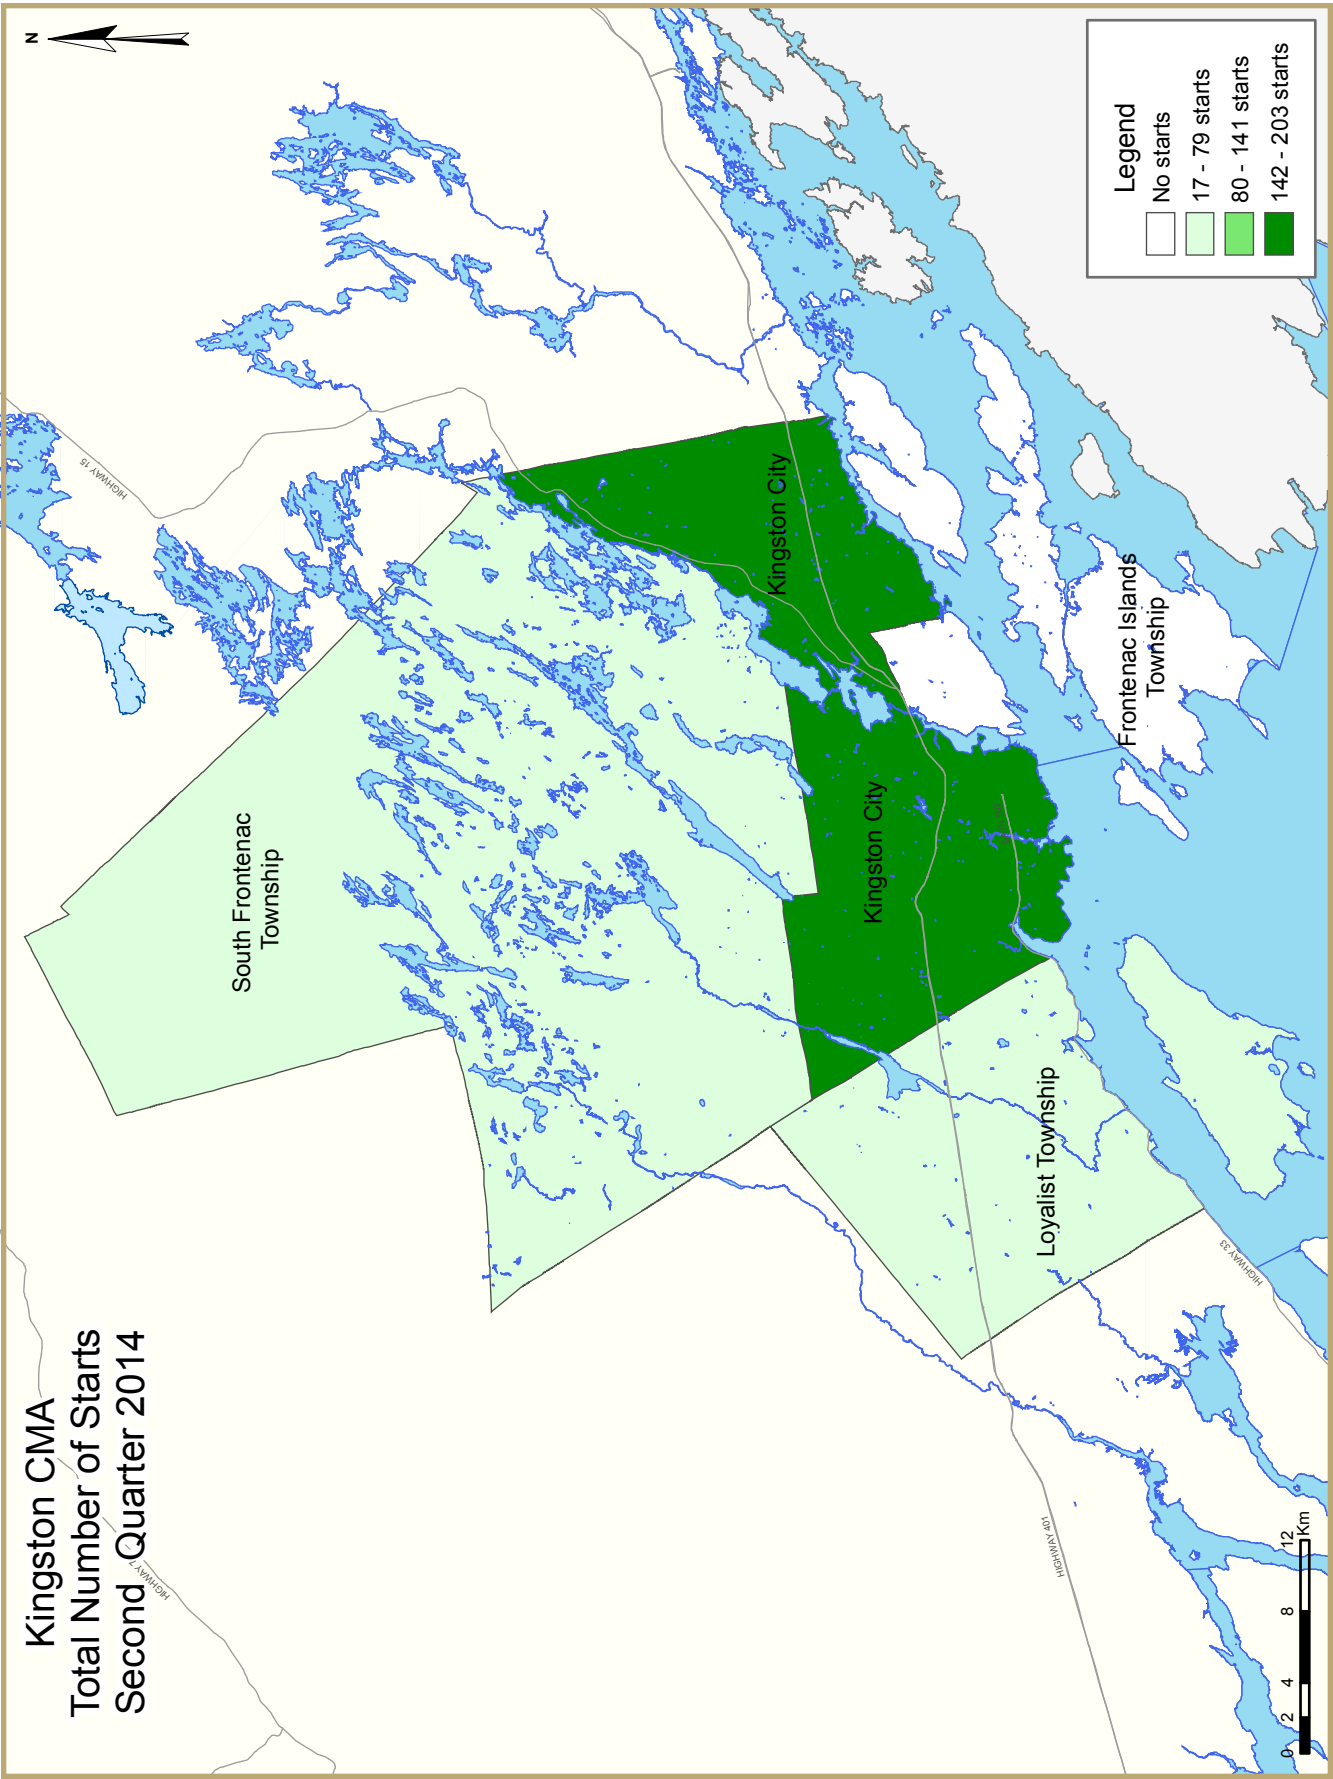 Kingston CMA
Total Number of Starts
Second Quarter 2014
N
HIGHWAY 7
HIGHWAY 15
South Frontenac
Township
Kingston City
Kingston City
Loyalist Township
Frontenac Islands
Township
HIGHWAY 401
HIGHWAY 33
Legend
No starts
17 - 79 starts
80 - 141 starts
142 - 203 starts
0 2 4 8 12
Km